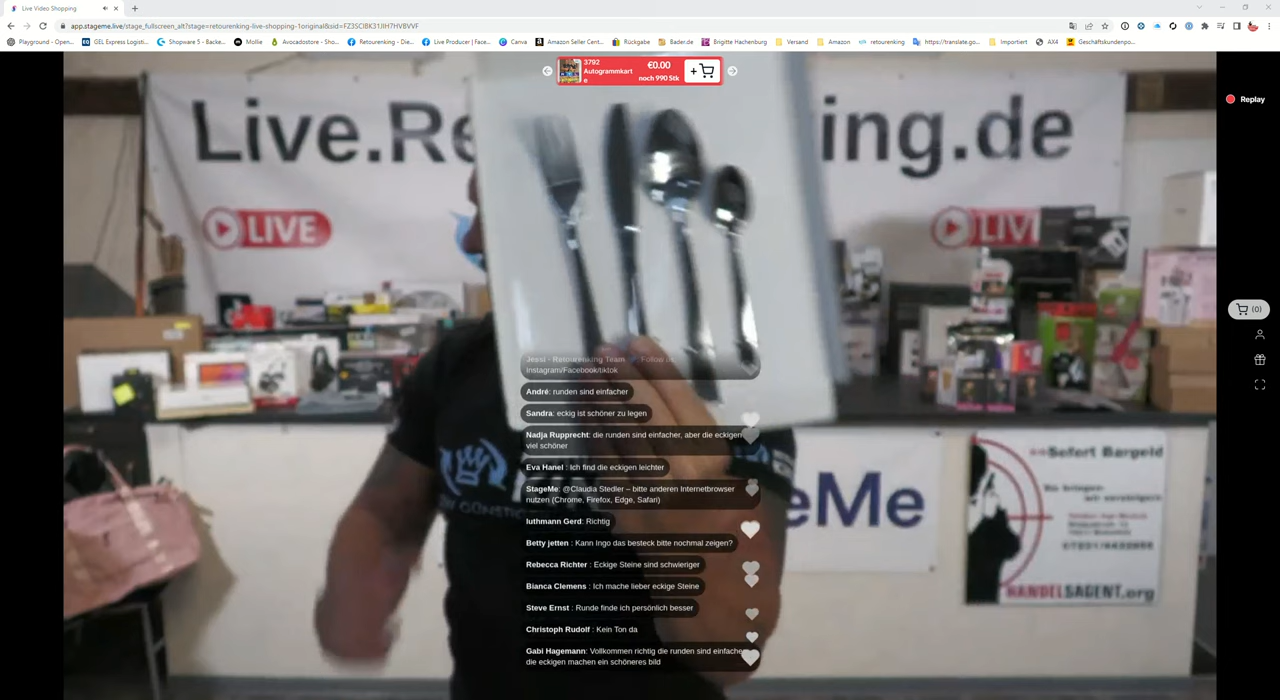 Live Video Shopping
app.stageme.live/stage_fullscreen_alt?stage=retourenking-live-shopping-1original&sid=FZ3SCIBK31JIH7HVBVVF
Playground - Open...
GEL Express Logisti...
Shopware 5 - Backe...
Mollie
Avocadostore - Sho...
Retourenking - Die...
Live Producer | Face...
Canva
Amazon Seller Cent...
Rückgabe
Bader.de
Brigitte Hachenburg
Versand
Amazon
retourenking
https://translate.go...
Importiert
AX4
Geschäftskundenpo...
3792
Autogrammkart
e
€0.00
noch 990 Stk
+
Replay
Live.Re
ing.de
LIVE
LIV
(0)
Jessi - Retourenking Team
Follow
Instagram/Facebook/tiktok
André: runden sind einfacher
Sandra: eckig ist schöner zu legen
Nadja Rupprecht: die runden sind einfacher, aber die eckigen
viel schöner
Eva Hanel : Ich find die eckigen leichter
StageMe: @Claudia Stedler – bitte anderen Internetbrowser
nutzen (Chrome, Firefox, Edge, Safari)
luthmann Gerd: Richtig
Betty jetten : Kann Ingo das besteck bitte nochmal zeigen?
Rebecca Richter : Eckige Steine sind schwieriger
Bianca Clemens : Ich mache lieber eckige Steine
Steve Ernst : Runde finde ich persönlich besser
Christoph Rudolf : Kein Ton da
Gabi Hagemann: Vollkommen richtig die runden sind einfache
die eckigen machen ein schöneres bild
eMe
Sofort Bargeld
HANDELSAGENT.org